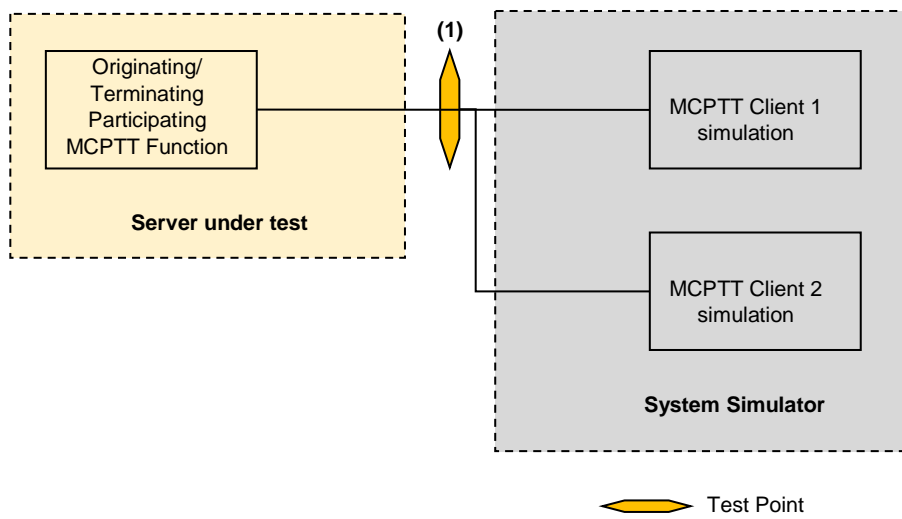 (1)
Originating/
Terminating
Participating
MCPTT Function
Server under test
MCPTT Client 1
simulation
MCPTT Client 2
simulation
System Simulator
Test Point